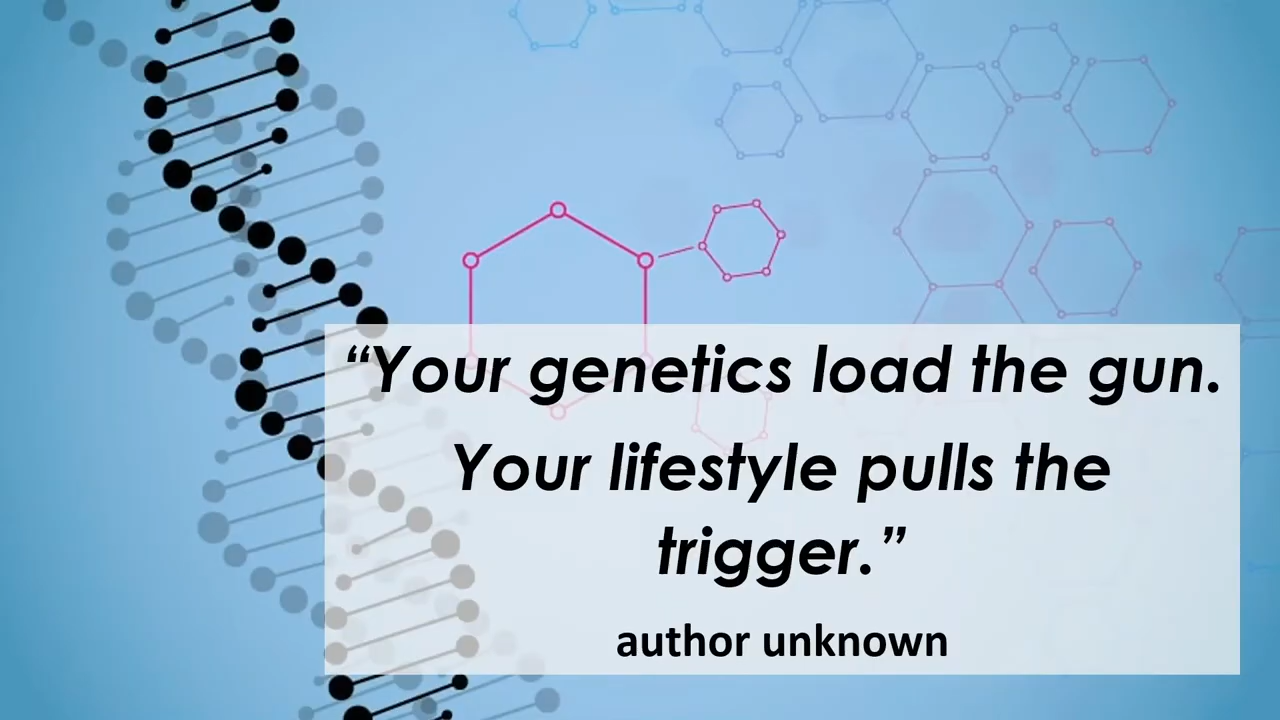 “Your genetics load the gun.
Your lifestyle pulls the
trigger.”
author unknown